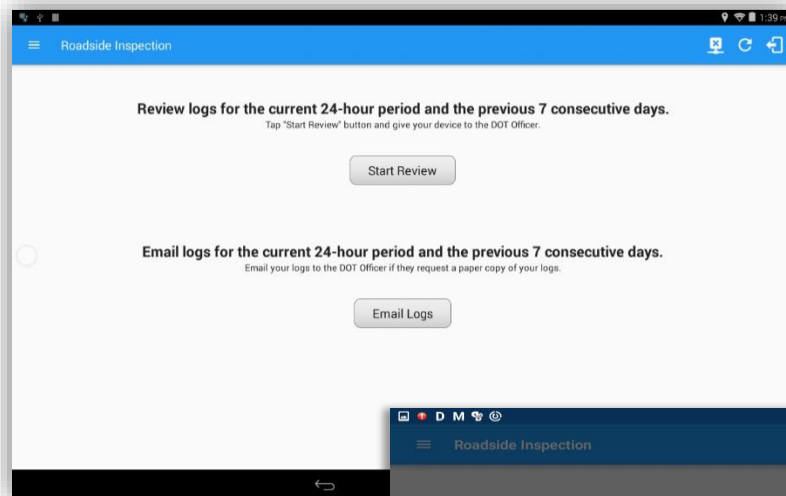 1:39 PM
Roadside Inspection
Review logs for the current 24-hour period and the previous 7 consecutive days.
Tap "Start Review" button and give your device to the DOT Officer.
Start Review
Email logs for the current 24-hour period and the previous 7 consecutive days.
Email your logs to the DOT Officer if they request a paper copy of your logs.
Email Logs
D M
Roadside Inspection